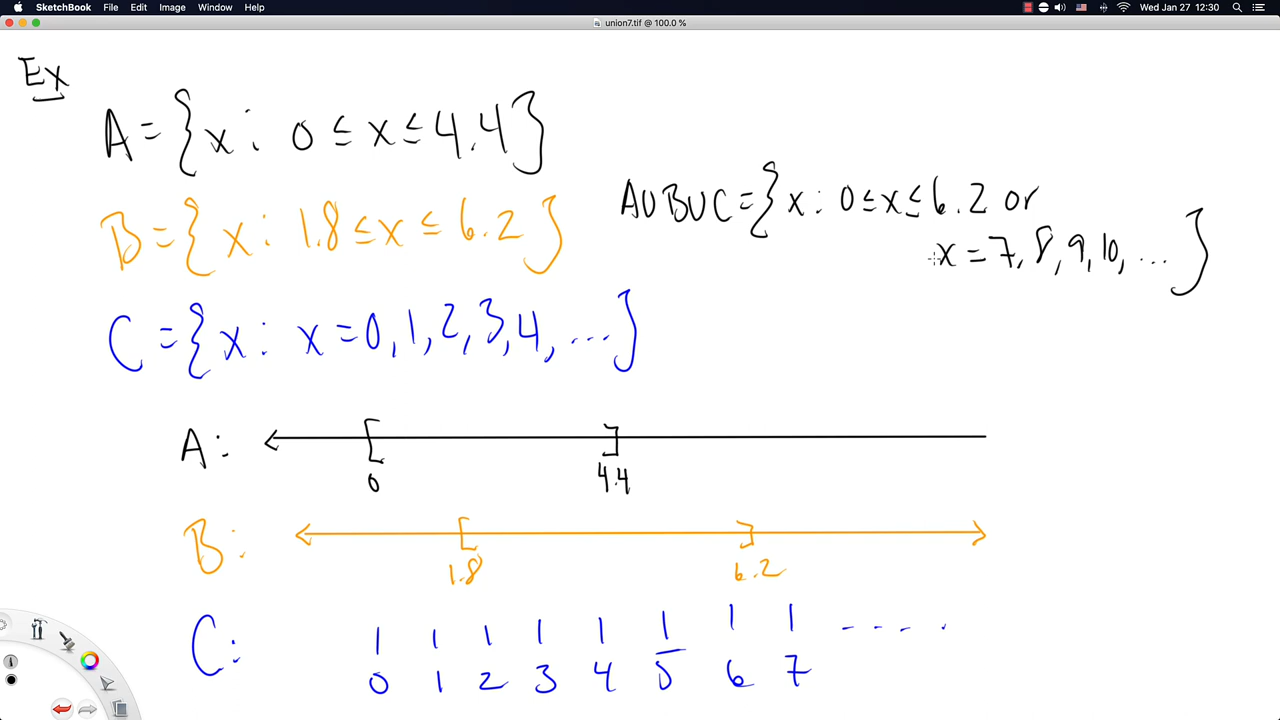 SketchBook File Edit Image Window Help Wed Jan 27 12:30
union7.tif @ 100.0 %
Ex
A={x: 0≤x≤4.4}
B={x: 1.8≤x≤6.2}
A∪B∪C={x: 0≤x≤6.2 or
x=7,8,9,10,...}
C={x: x=0,1,2,3,4,...}
A:
0 4.4
B:
1.8 6.2
C:
0 1 2 3 4 5 6 7 ....